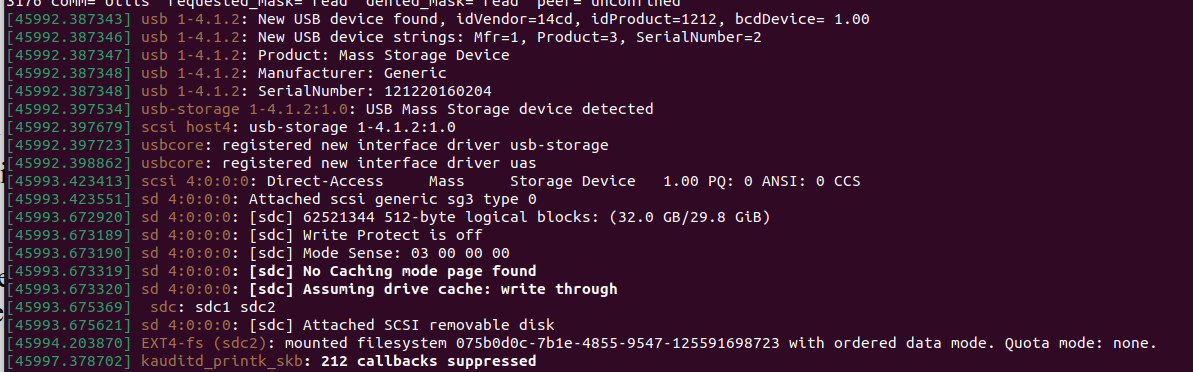 3176 comm="Utils" requested_mask="read" denied_mask="read" peer="unconfined"
[45992.387343] usb 1-4.1.2: New USB device found, idVendor=14cd, idProduct=1212, bcdDevice= 1.00
[45992.387346] usb 1-4.1.2: New USB device strings: Mfr=1, Product=3, SerialNumber=2
[45992.387347] usb 1-4.1.2: Product: Mass Storage Device
[45992.387348] usb 1-4.1.2: Manufacturer: Generic
[45992.387348] usb 1-4.1.2: SerialNumber: 121220160204
[45992.397534] usb-storage 1-4.1.2:1.0: USB Mass Storage device detected
[45992.397679] scsi host4: usb-storage 1-4.1.2:1.0
[45992.397723] usbcore: registered new interface driver usb-storage
[45992.398862] usbcore: registered new interface driver uas
[45993.423413] scsi 4:0:0:0: Direct-Access     Mass     Storage Device   1.00 PQ: 0 ANSI: 0 CCS
[45993.423551] sd 4:0:0:0: Attached scsi generic sg3 type 0
[45993.672920] sd 4:0:0:0: [sdc] 62521344 512-byte logical blocks: (32.0 GB/29.8 GiB)
[45993.673189] sd 4:0:0:0: [sdc] Write Protect is off
[45993.673190] sd 4:0:0:0: [sdc] Mode Sense: 03 00 00 00
[45993.673319] sd 4:0:0:0: [sdc] No Caching mode page found
[45993.673320] sd 4:0:0:0: [sdc] Assuming drive cache: write through
[45993.675369]  sdc: sdc1 sdc2
[45993.675621] sd 4:0:0:0: [sdc] Attached SCSI removable disk
[45994.203870] EXT4-fs (sdc2): mounted filesystem 075b0d0c-7b1e-4855-9547-125591698723 with ordered data mode. Quota mode: none.
[45997.378702] kauditd_printk_skb: 212 callbacks suppressed